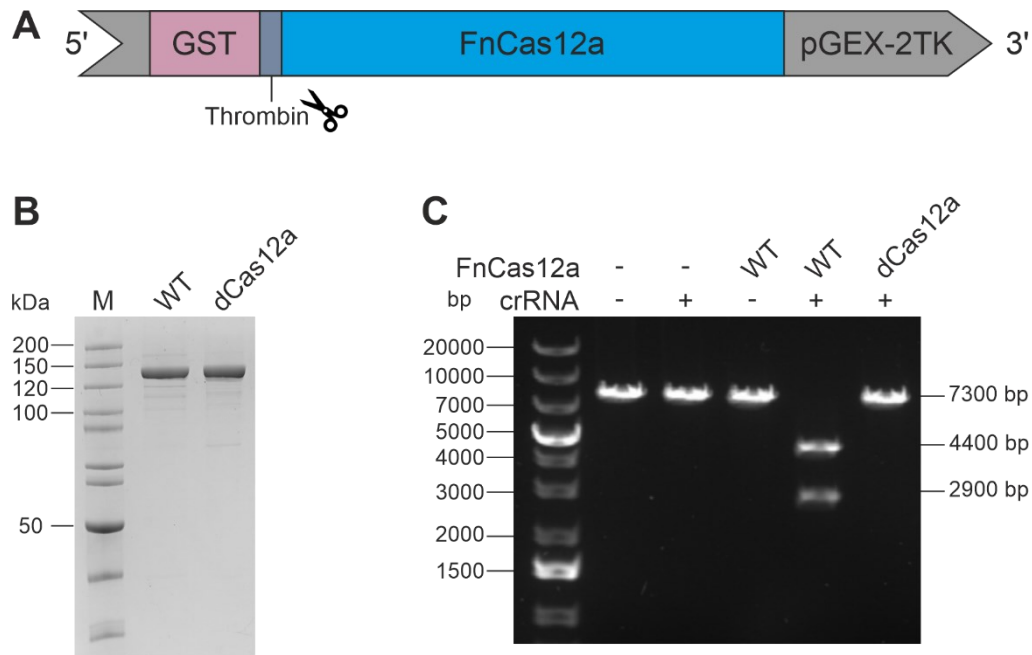 A
5' GST FnCas12a pGEX-2TK 3'
Thrombin
B
kDa M WT dCas12a
200
150
120
100
50
C
FnCas12a - - WT WT dCas12a
bp crRNA - + - + +
20000
10000
7000
5000
4000
3000
2000
1500
7300 bp
4400 bp
2900 bp